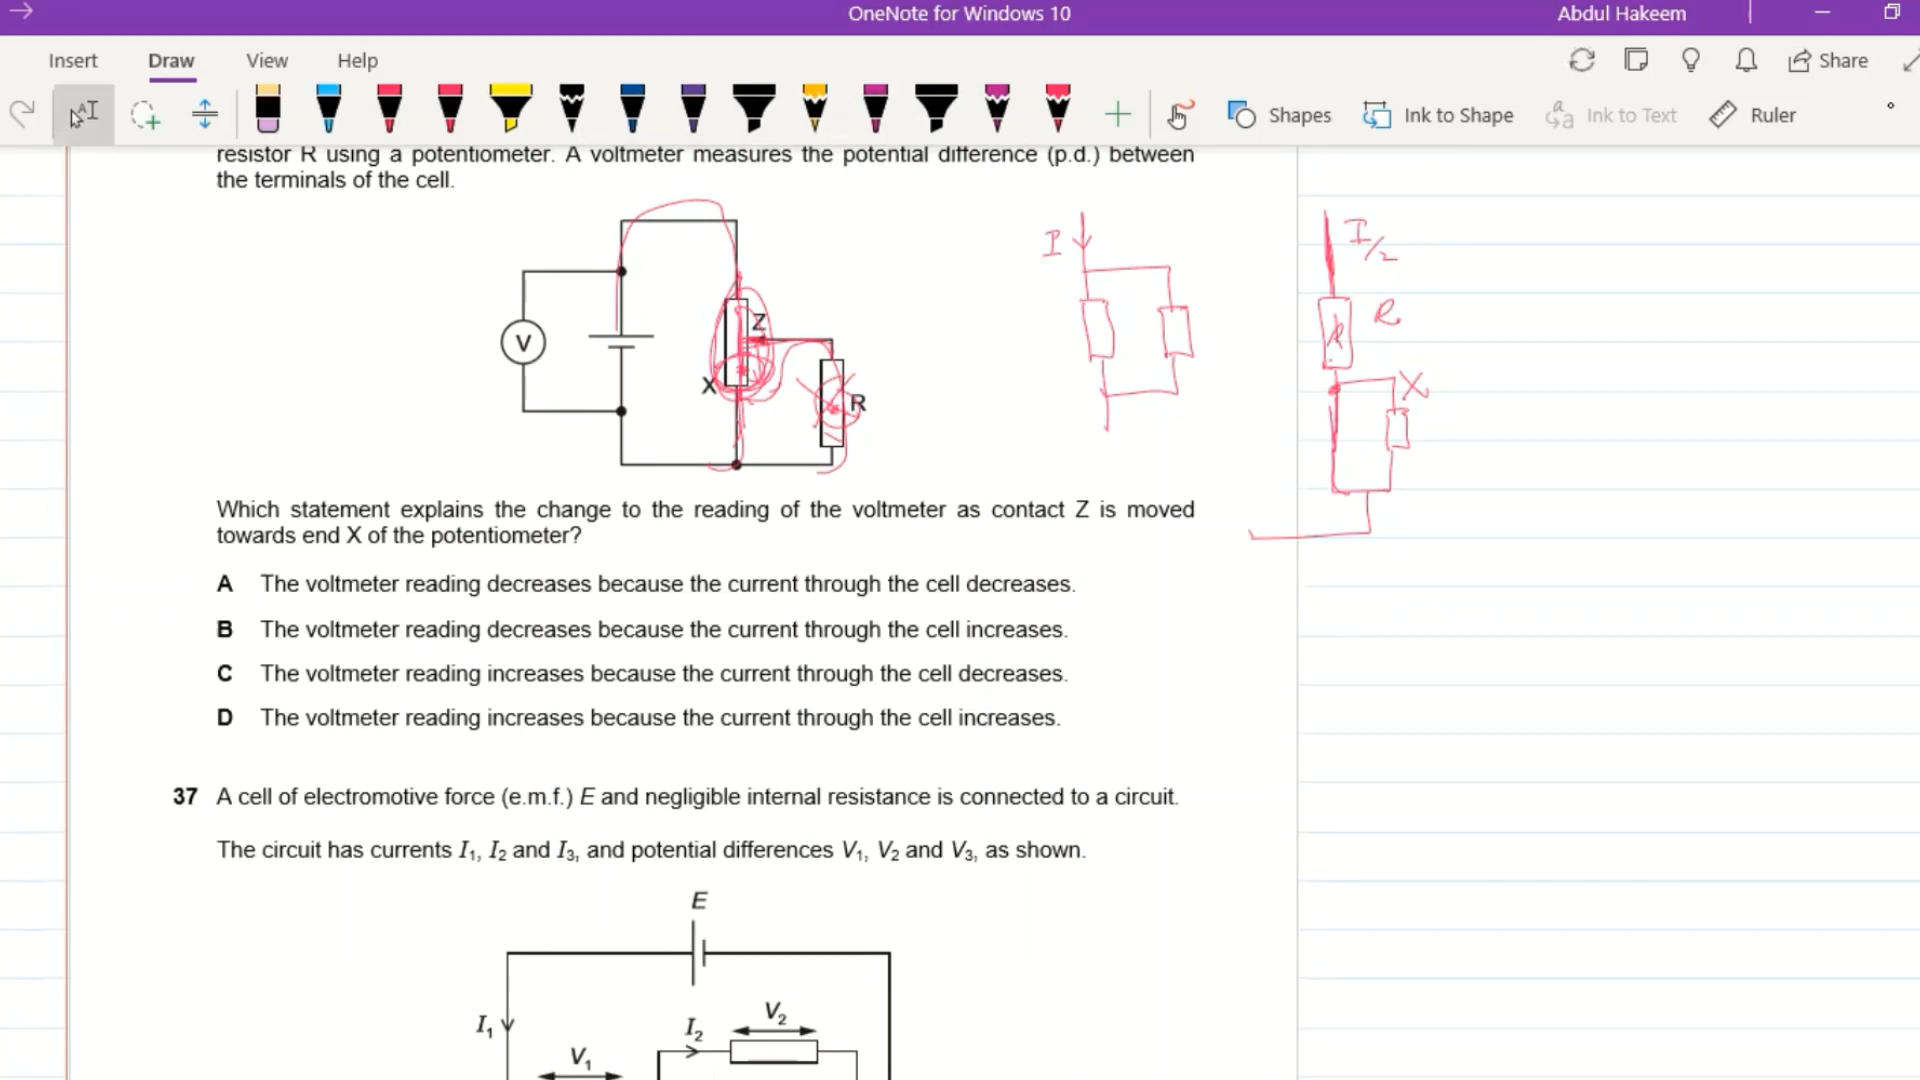 OneNote for Windows 10
Abdul Hakeem
Insert
Draw
View
Help
Share
Shapes
Ink to Shape
Ink to Text
Ruler
resistor R using a potentiometer. A voltmeter measures the potential difference (p.d.) between
the terminals of the cell.
V
Z
X
R
I
I/2
R
R
X
Which statement explains the change to the reading of the voltmeter as contact Z is moved
towards end X of the potentiometer?
A The voltmeter reading decreases because the current through the cell decreases.
B The voltmeter reading decreases because the current through the cell increases.
C The voltmeter reading increases because the current through the cell decreases.
D The voltmeter reading increases because the current through the cell increases.
37 A cell of electromotive force (e.m.f.) E and negligible internal resistance is connected to a circuit.
The circuit has currents I₁, I₂ and I₃, and potential differences V₁, V₂ and V₃, as shown.
E
I₁
I₂
V₂
V₁